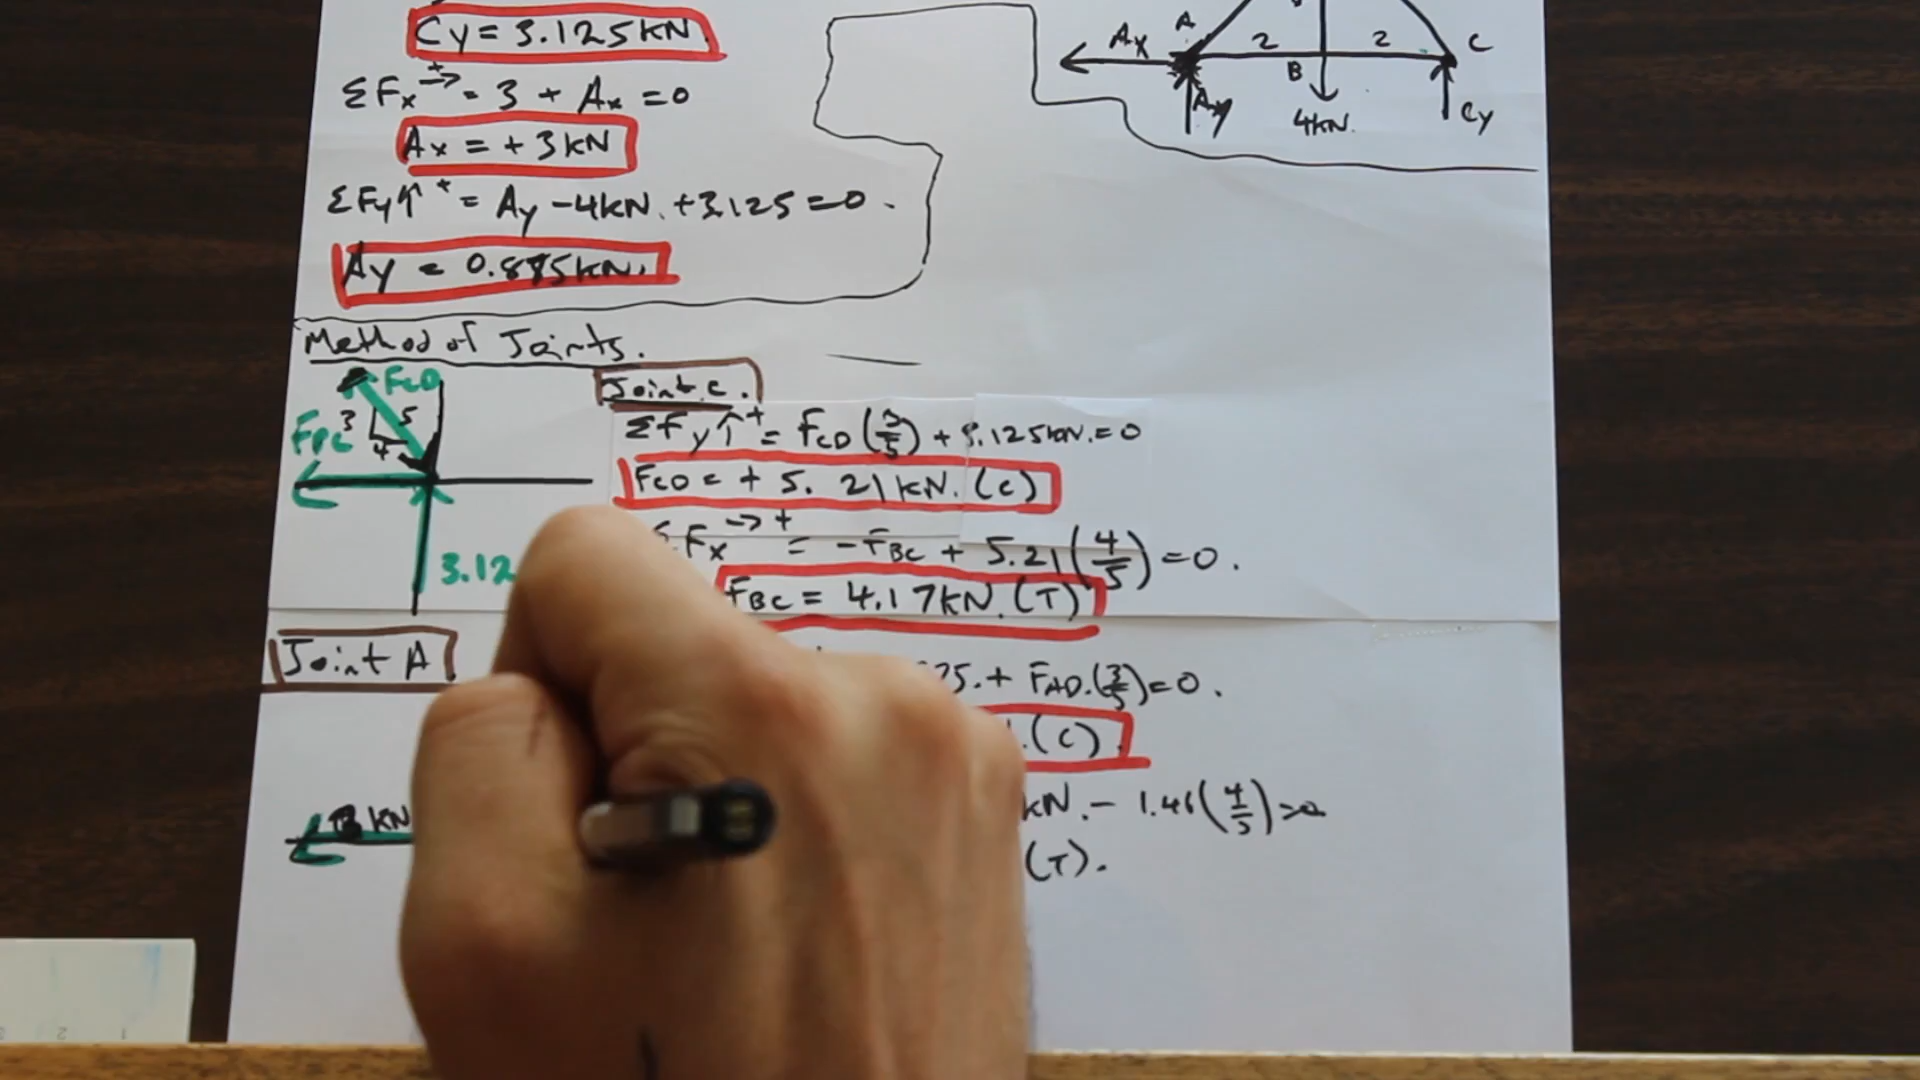 Cy = 3.125KN
ΣFx →+ = 3 + Ax = 0
Ax = + 3KN
ΣFy↑+ = Ay - 4KN. + 3.125 = 0.
Ay = 0.875KN.
Ax
A
2
2
C
B
Ay
4KN.
Cy
Method of Joints.
FCD
3
5
4
FBC
3.12
Joint C.
ΣFy↑+ = FCD (3/5) + 3.125KN. = 0
FCD = + 5.21KN. (C)
ΣFx →+ = -FBC + 5.21 (4/5) = 0.
FBC = 4.17KN. (T)
Joint A
25. + FAD. (3/5) = 0.
. (C).
KN
KN. - 1.46 (4/5) = 0
(T).